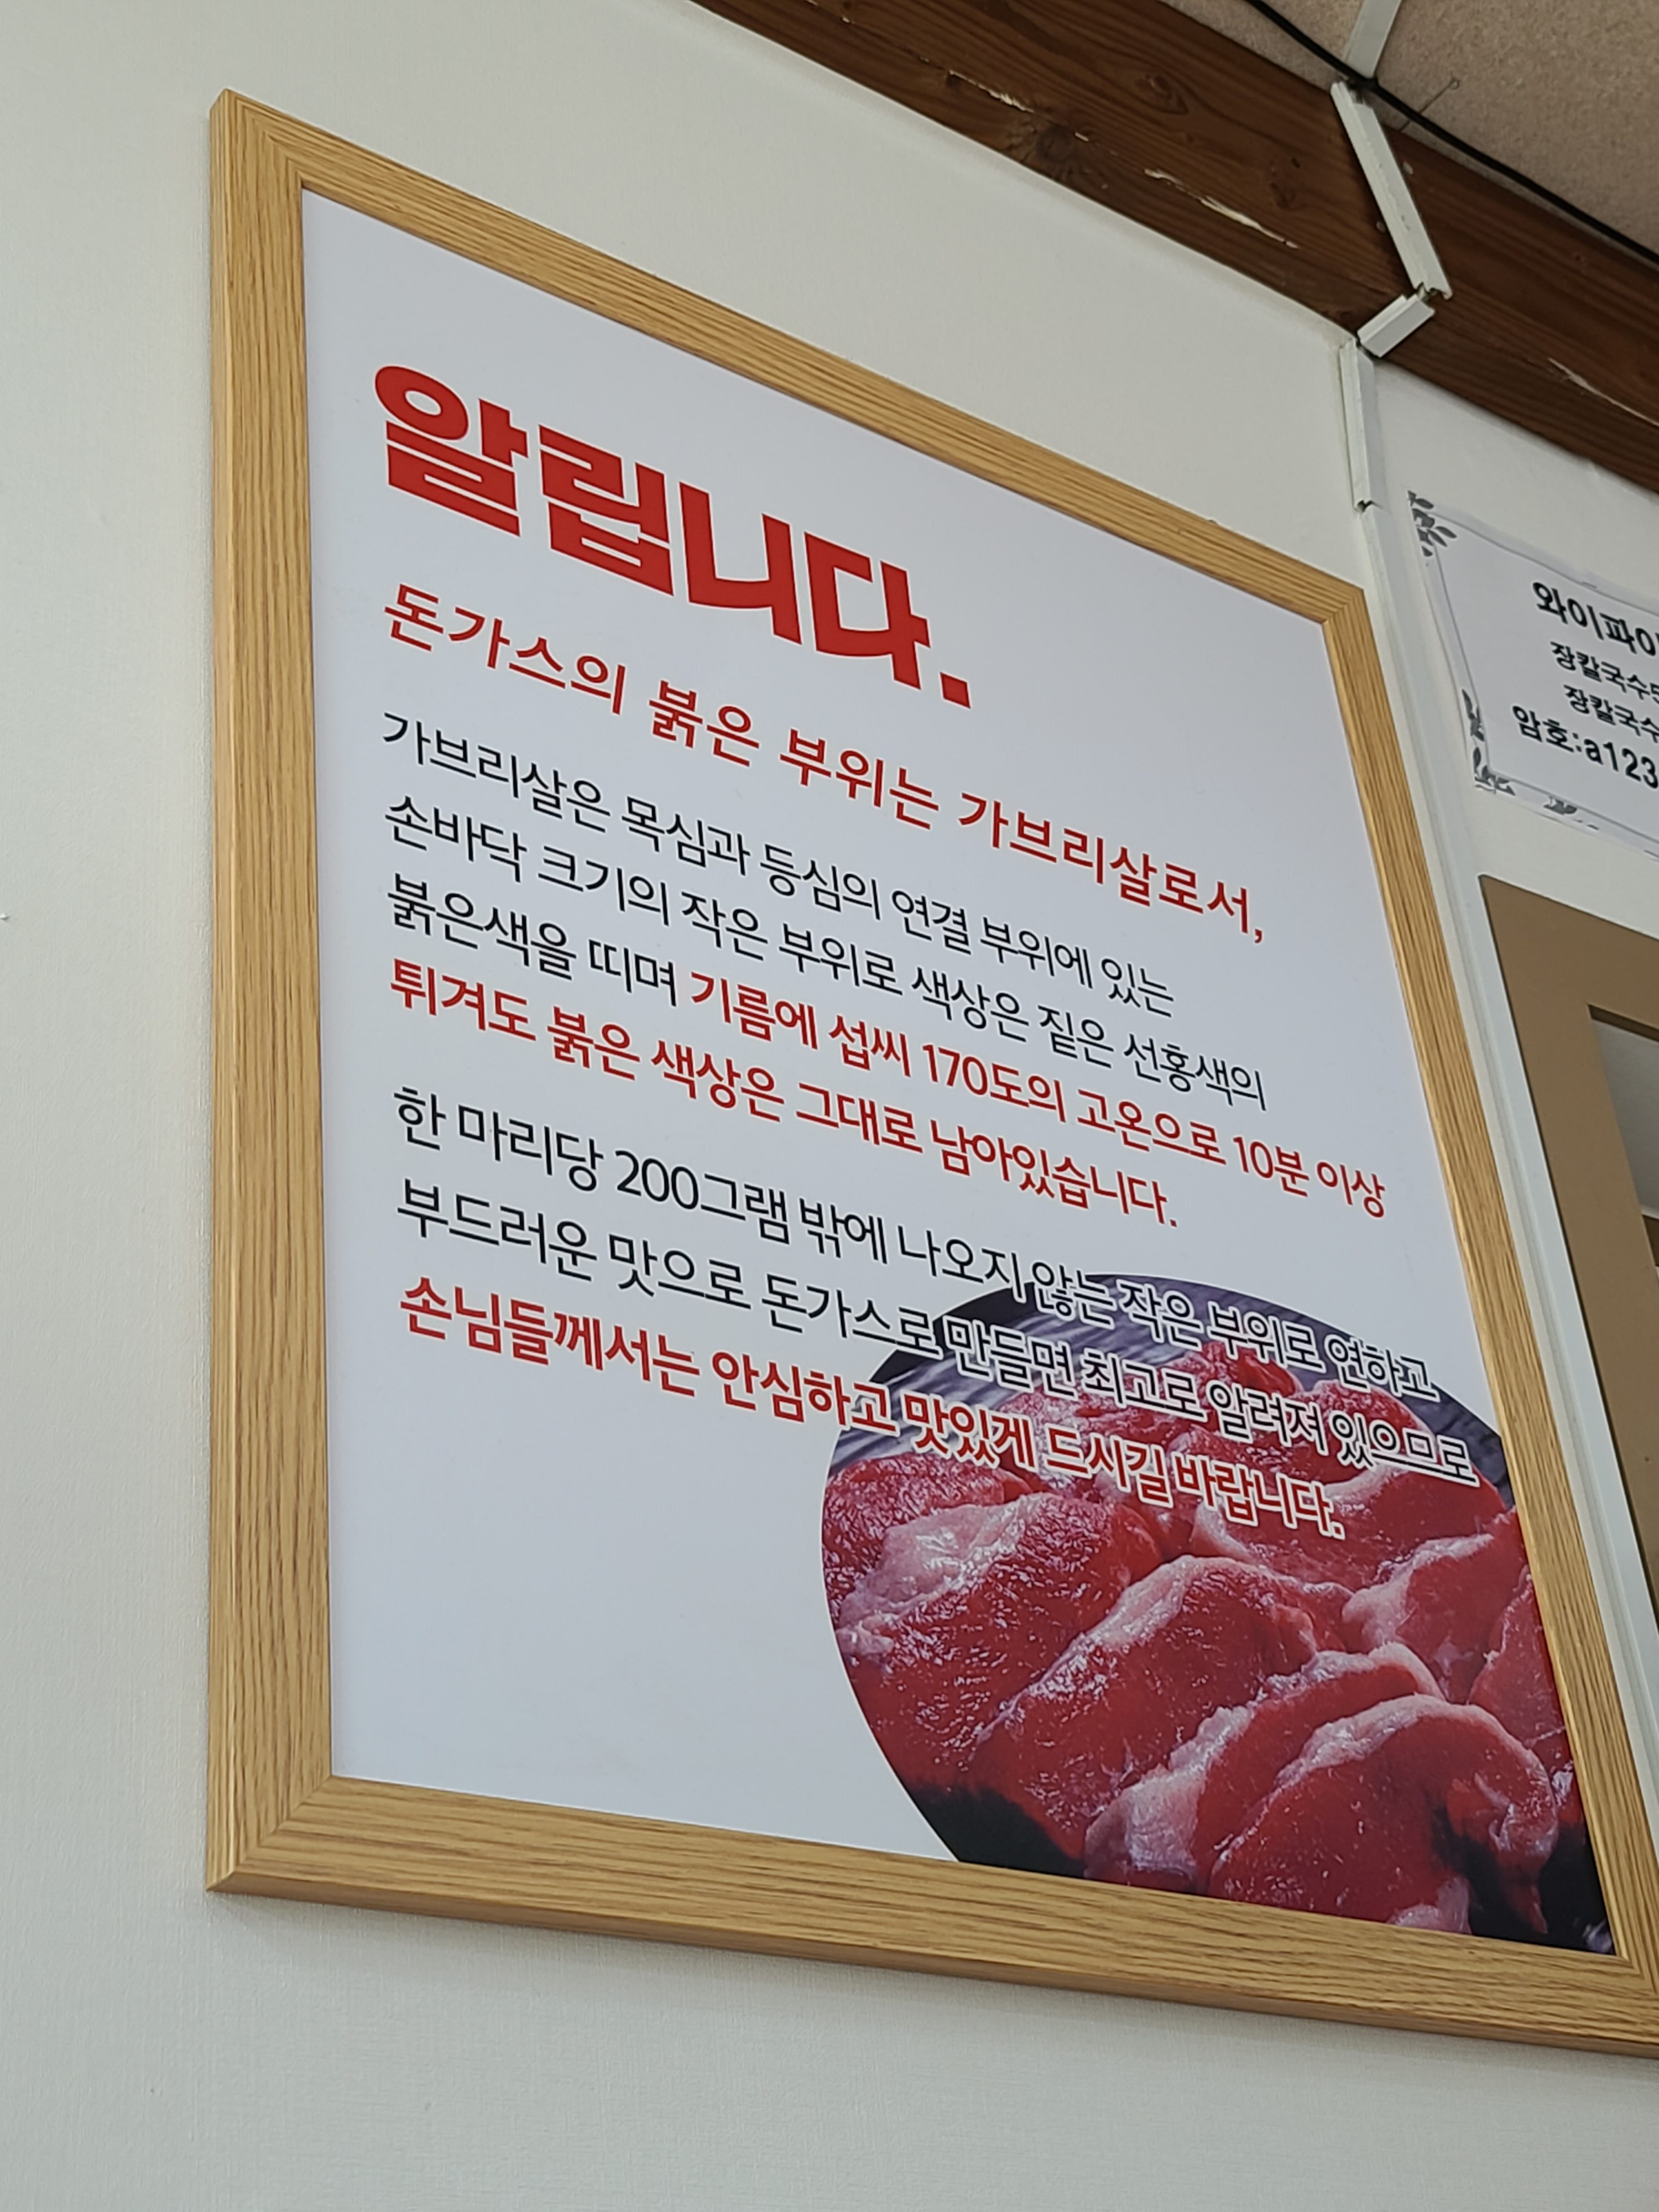 알립니다.
돈가스의 붉은 부위는 가브리살로서,
가브리살은 목심과 등심의 연결 부위에 있는
손바닥 크기의 작은 부위로 색상은 짙은 선홍색의
붉은색을 띠며 기름에 섭씨 170도의 고온으로 10분 이상
튀겨도 붉은 색상은 그대로 남아있습니다.
한 마리당 200그램 밖에 나오지 않는 작은 부위로 연하고
부드러운 맛으로 돈가스로 만들면 최고로 알려져 있으므로
손님들께서는 안심하고 맛있게 드시길 바랍니다.
와이파이
장칼국수
장칼국수
암호:a123